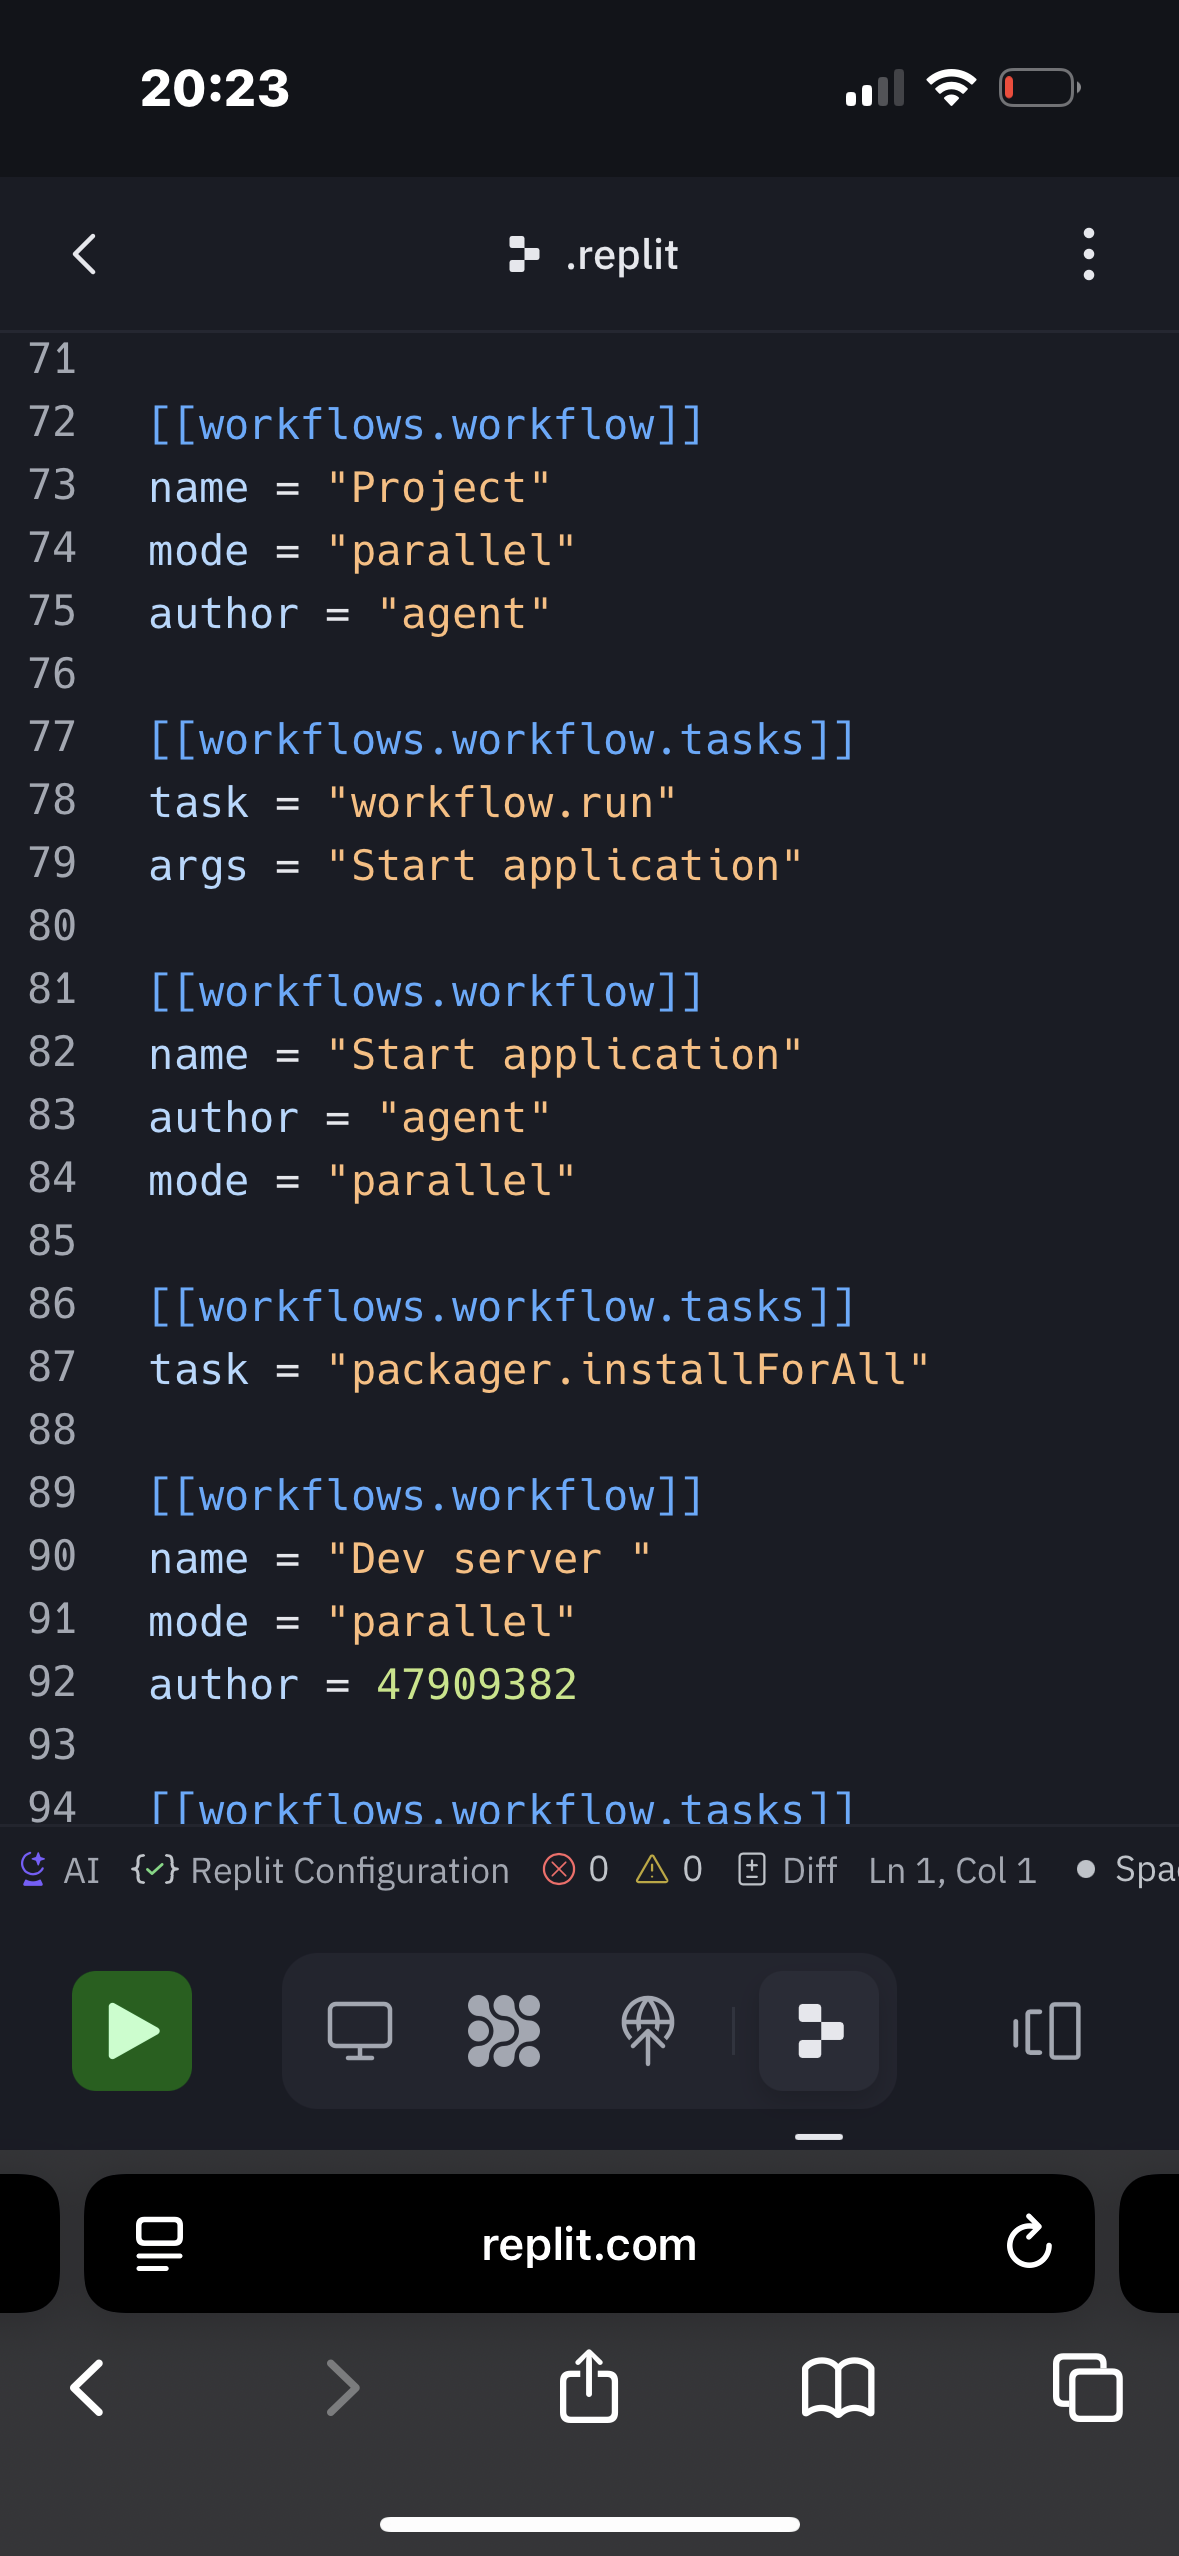 20:23
.replit
71
72 [[workflows.workflow]]
73 name = "Project"
74 mode = "parallel"
75 author = "agent"
76
77 [[workflows.workflow.tasks]]
78 task = "workflow.run"
79 args = "Start application"
80
81 [[workflows.workflow]]
82 name = "Start application"
83 author = "agent"
84 mode = "parallel"
85
86 [[workflows.workflow.tasks]]
87 task = "packager.installForAll"
88
89 [[workflows.workflow]]
90 name = "Dev server "
91 mode = "parallel"
92 author = 47909382
93
94 [[workflows.workflow.tasks]]
AI Replit Configuration 0 0 Diff Ln 1, Col 1 Spa
replit.com